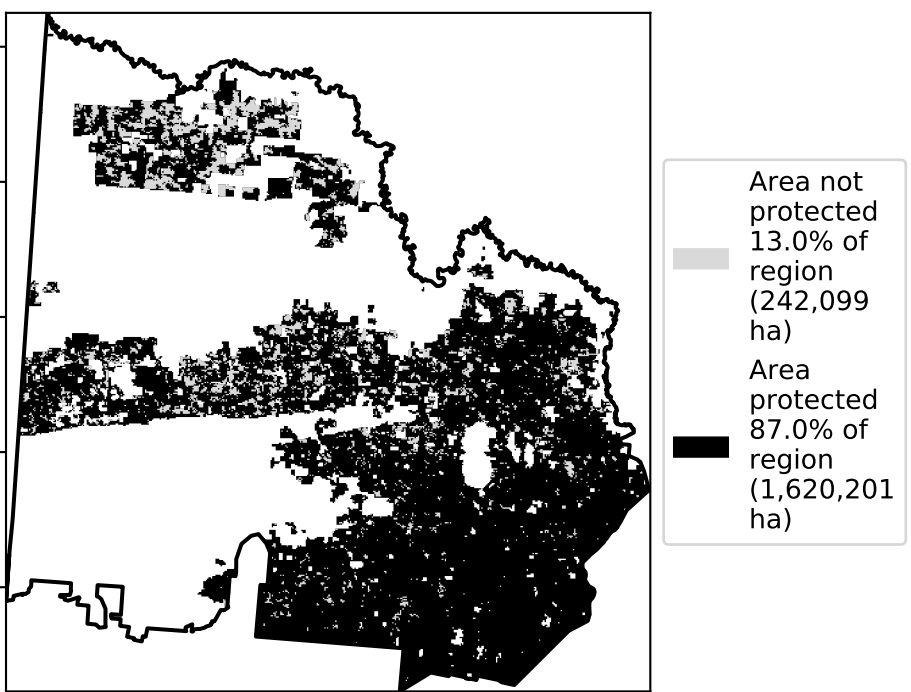 Area not
protected
13.0% of
region
(242,099
ha)
Area
protected
87.0% of
region
(1,620,201
ha)